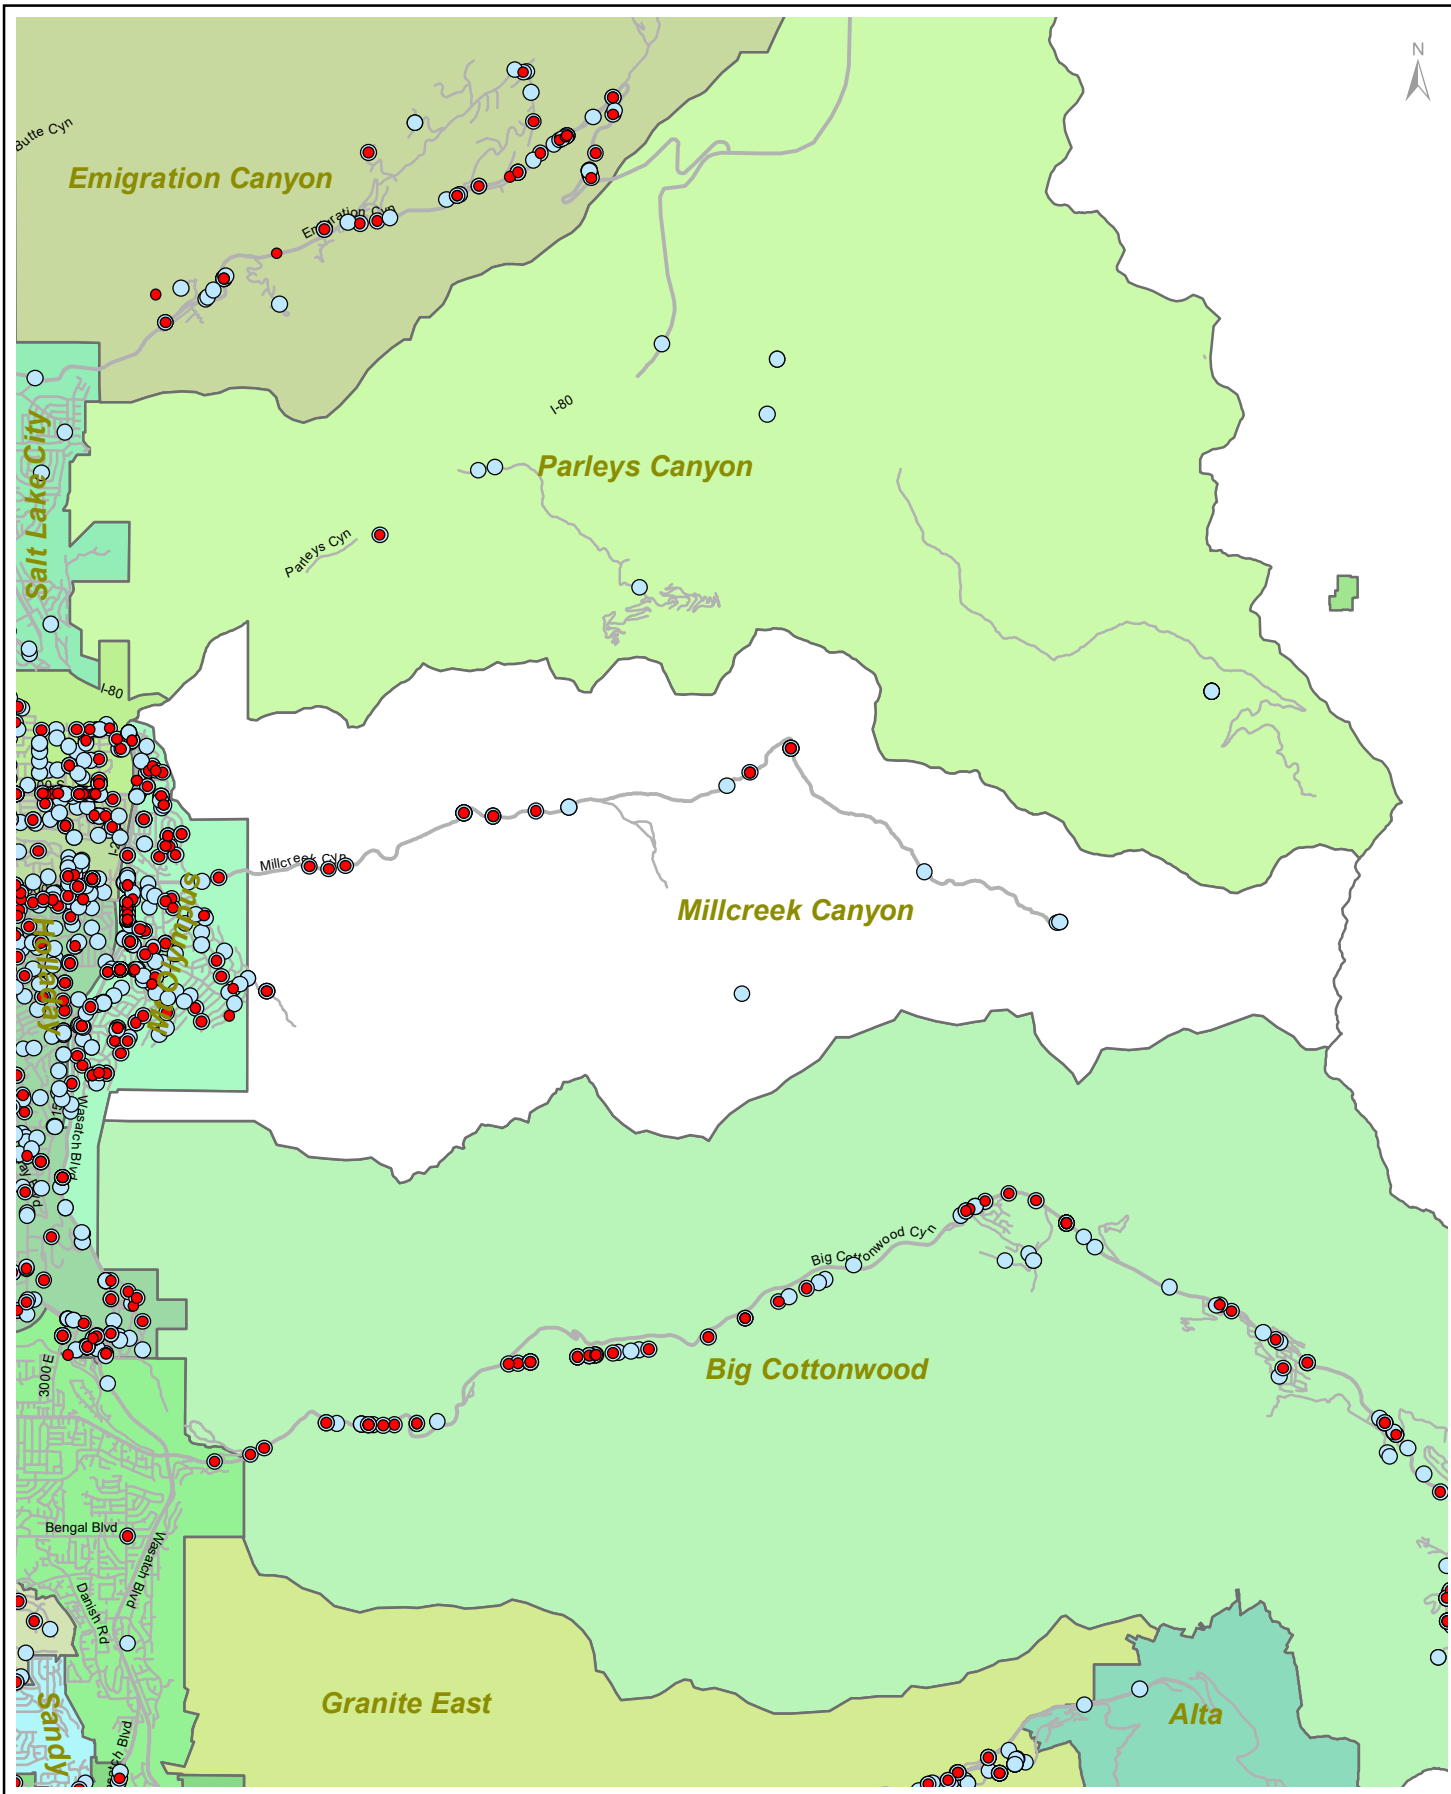 N
Butte Cyn
Emigration Canyon
Emigration Cyn
I-80
Salt Lake City
Parleys Canyon
Parleys Cyn
I-80
Millcreek Cyn
Millcreek Canyon
Mt Olympus
Holladay
Wasatch Blvd
Big Cottonwood Cyn
Big Cottonwood
3000 E
Bengal Blvd
Wasatch Blvd
Danish Rd
Granite East
Sandy
Alta